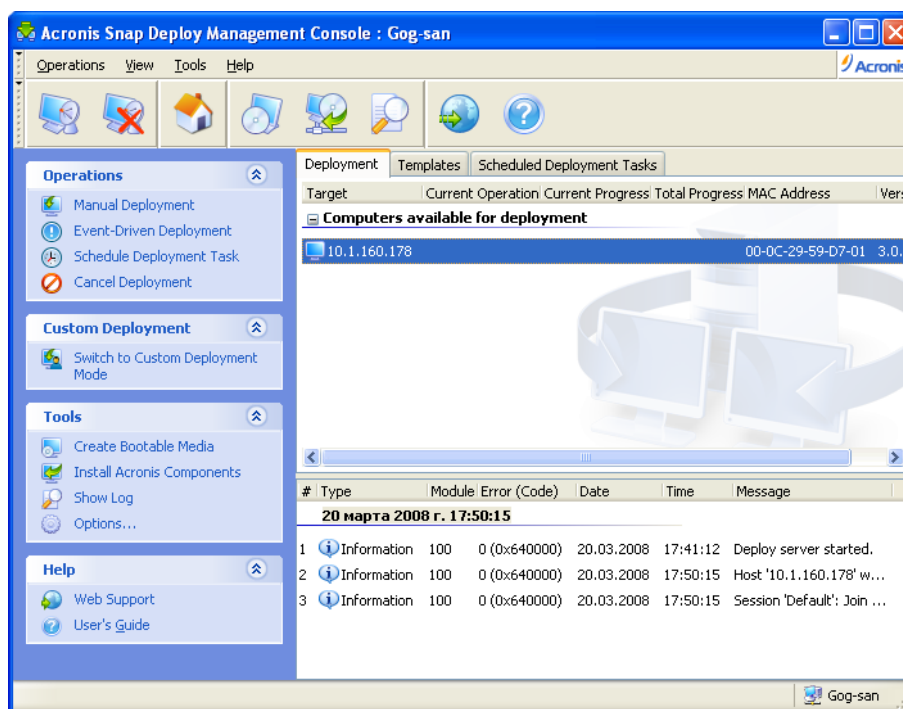 Acronis Snap Deploy Management Console : Gog-san
Operations View Tools Help
Acronis
Operations
Manual Deployment
Event-Driven Deployment
Schedule Deployment Task
Cancel Deployment
Custom Deployment
Switch to Custom Deployment
Mode
Tools
Create Bootable Media
Install Acronis Components
Show Log
Options...
Help
Web Support
User's Guide
Deployment Templates Scheduled Deployment Tasks
Target Current Operation Current Progress Total Progress MAC Address Vers
Computers available for deployment
10.1.160.178 00-0C-29-59-D7-01 3.0.
# Type Module Error (Code) Date Time Message
20 марта 2008 г. 17:50:15
1 Information 100 0 (0x640000) 20.03.2008 17:41:12 Deploy server started.
2 Information 100 0 (0x640000) 20.03.2008 17:50:15 Host '10.1.160.178' w...
3 Information 100 0 (0x640000) 20.03.2008 17:50:15 Session 'Default': Join ...
Gog-san